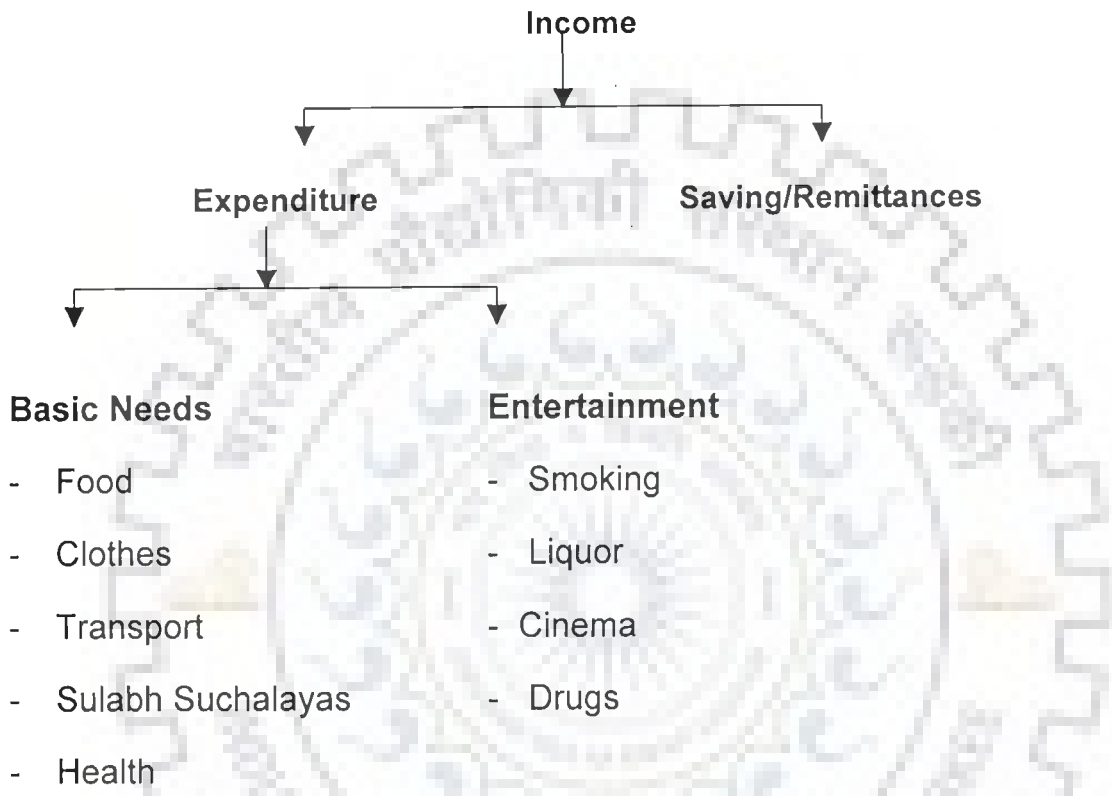 Income
Expenditure
Saving/Remittances
Basic Needs
- Food
- Clothes
- Transport
- Sulabh Suchalayas
- Health
Entertainment
- Smoking
- Liquor
- Cinema
- Drugs